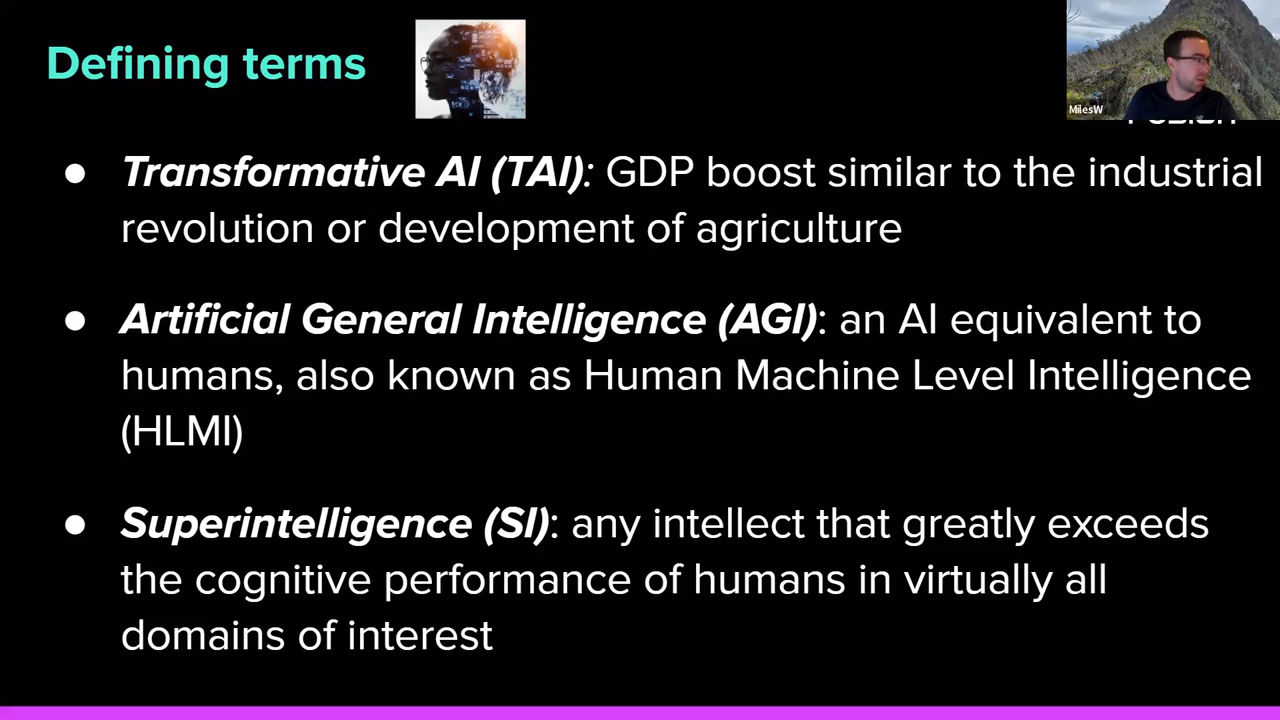 Defining terms
MilesW
● Transformative AI (TAI): GDP boost similar to the industrial
revolution or development of agriculture
● Artificial General Intelligence (AGI): an AI equivalent to
humans, also known as Human Machine Level Intelligence
(HLMI)
● Superintelligence (SI): any intellect that greatly exceeds
the cognitive performance of humans in virtually all
domains of interest